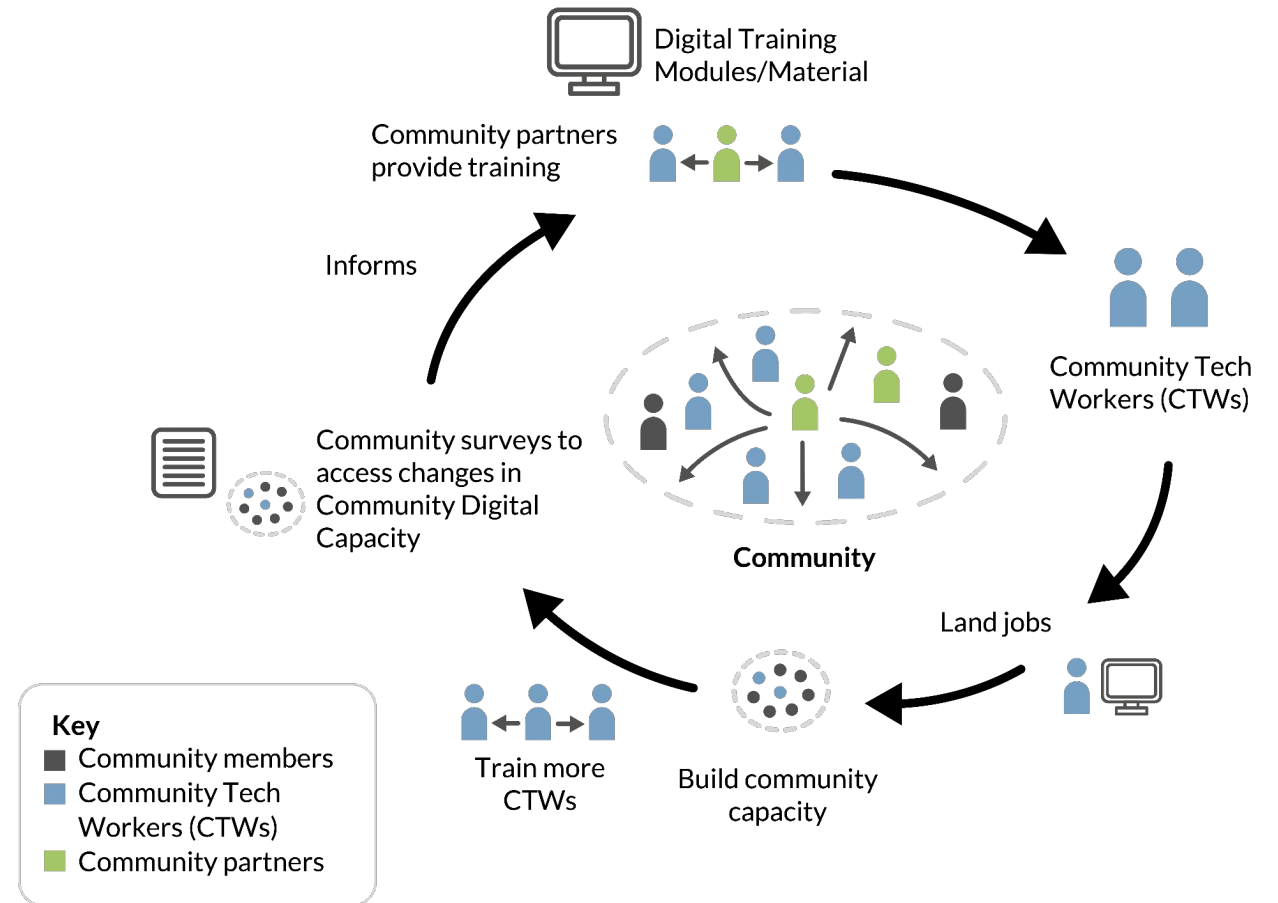 Digital Training
Modules/Material
Community partners
provide training
Informs
Community Tech
Workers (CTWs)
Community surveys to
access changes in
Community Digital
Capacity
Community
Land jobs
Train more
CTWs
Build community
capacity
Key
Community members
Community Tech
Workers (CTWs)
Community partners